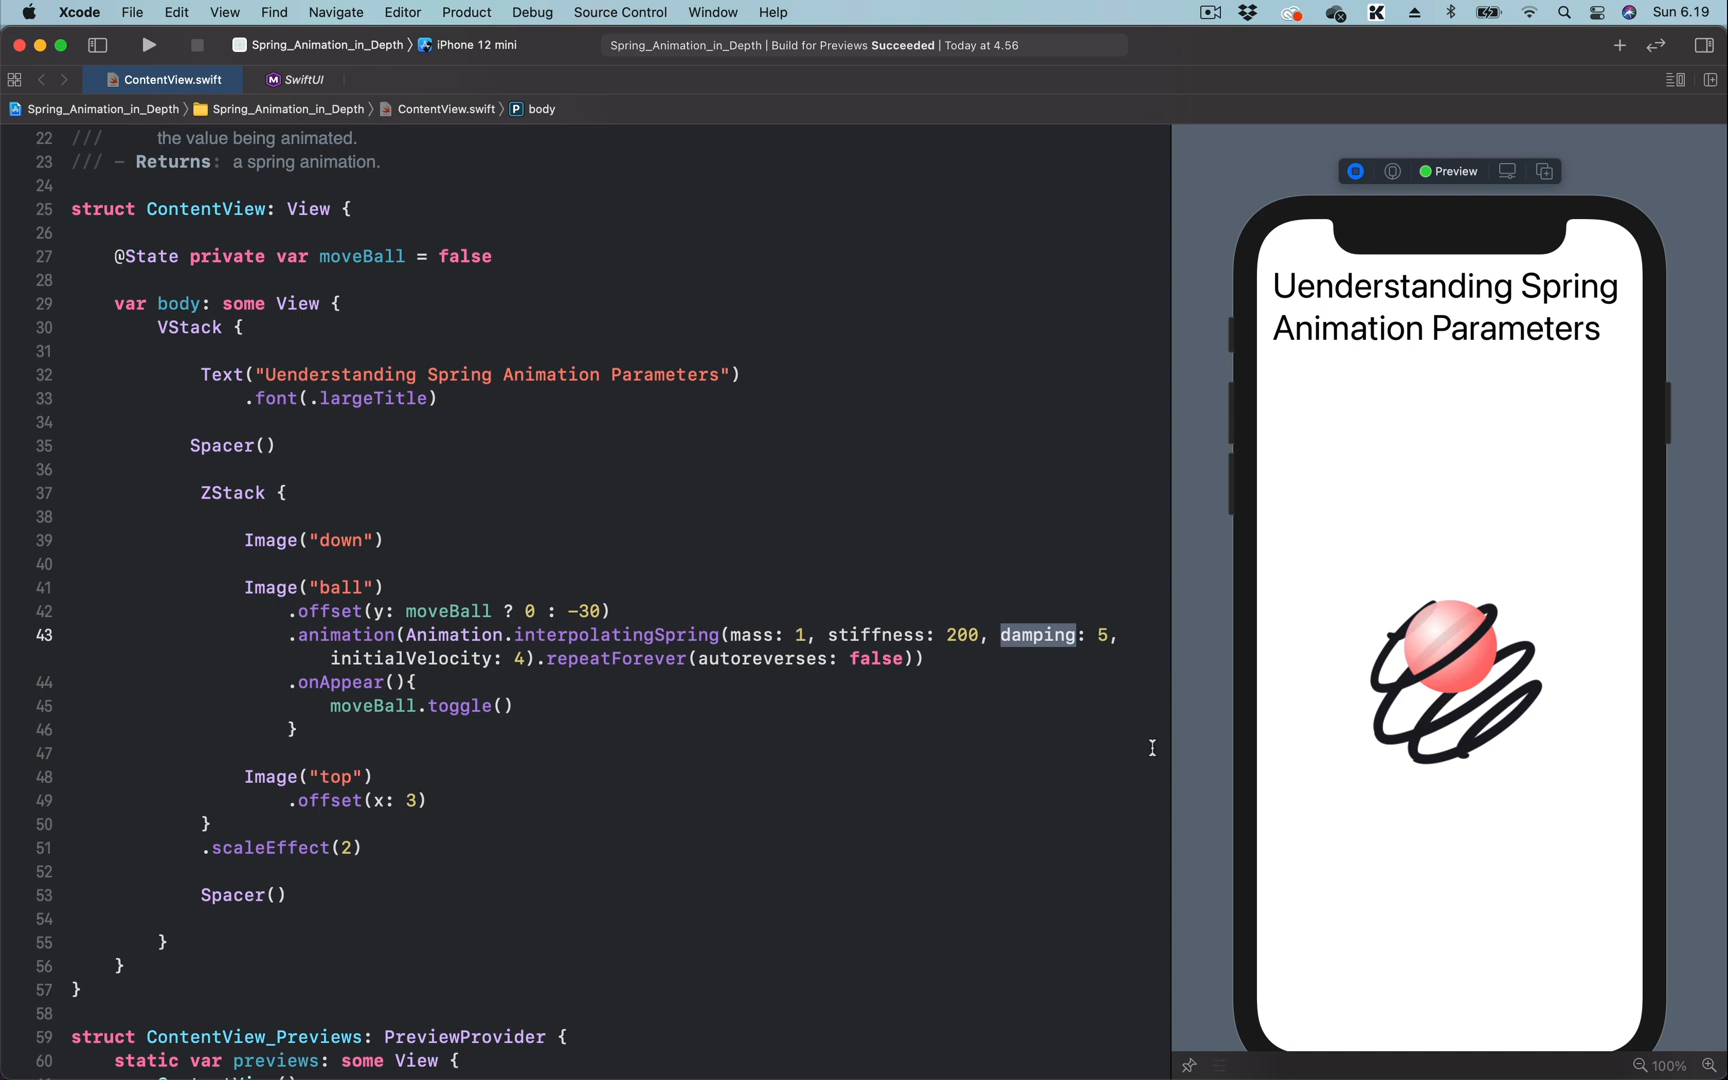 Xcode File Edit View Find Navigate Editor Product Debug Source Control Window Help Sun 6.19
Spring_Animation_in_Depth iPhone 12 mini Spring_Animation_in_Depth | Build for Previews Succeeded | Today at 4.56
ContentView.swift SwiftUI
Spring_Animation_in_Depth Spring_Animation_in_Depth ContentView.swift P body
22 /// the value being animated.
23 /// - Returns: a spring animation.
24
25 struct ContentView: View {
26
27 @State private var moveBall = false
28
29 var body: some View {
30 VStack {
31
32 Text("Uenderstanding Spring Animation Parameters")
33 .font(.largeTitle)
34
35 Spacer()
36
37 ZStack {
38
39 Image("down")
40
41 Image("ball")
42 .offset(y: moveBall ? 0 : -30)
43 .animation(Animation.interpolatingSpring(mass: 1, stiffness: 200, damping: 5,
initialVelocity: 4).repeatForever(autoreverses: false))
44 .onAppear(){
45 moveBall.toggle()
46 }
47
48 Image("top")
49 .offset(x: 3)
50 }
51 .scaleEffect(2)
52
53 Spacer()
54
55 }
56 }
57 }
58
59 struct ContentView_Previews: PreviewProvider {
60 static var previews: some View {
Preview
Uenderstanding Spring
Animation Parameters
100%